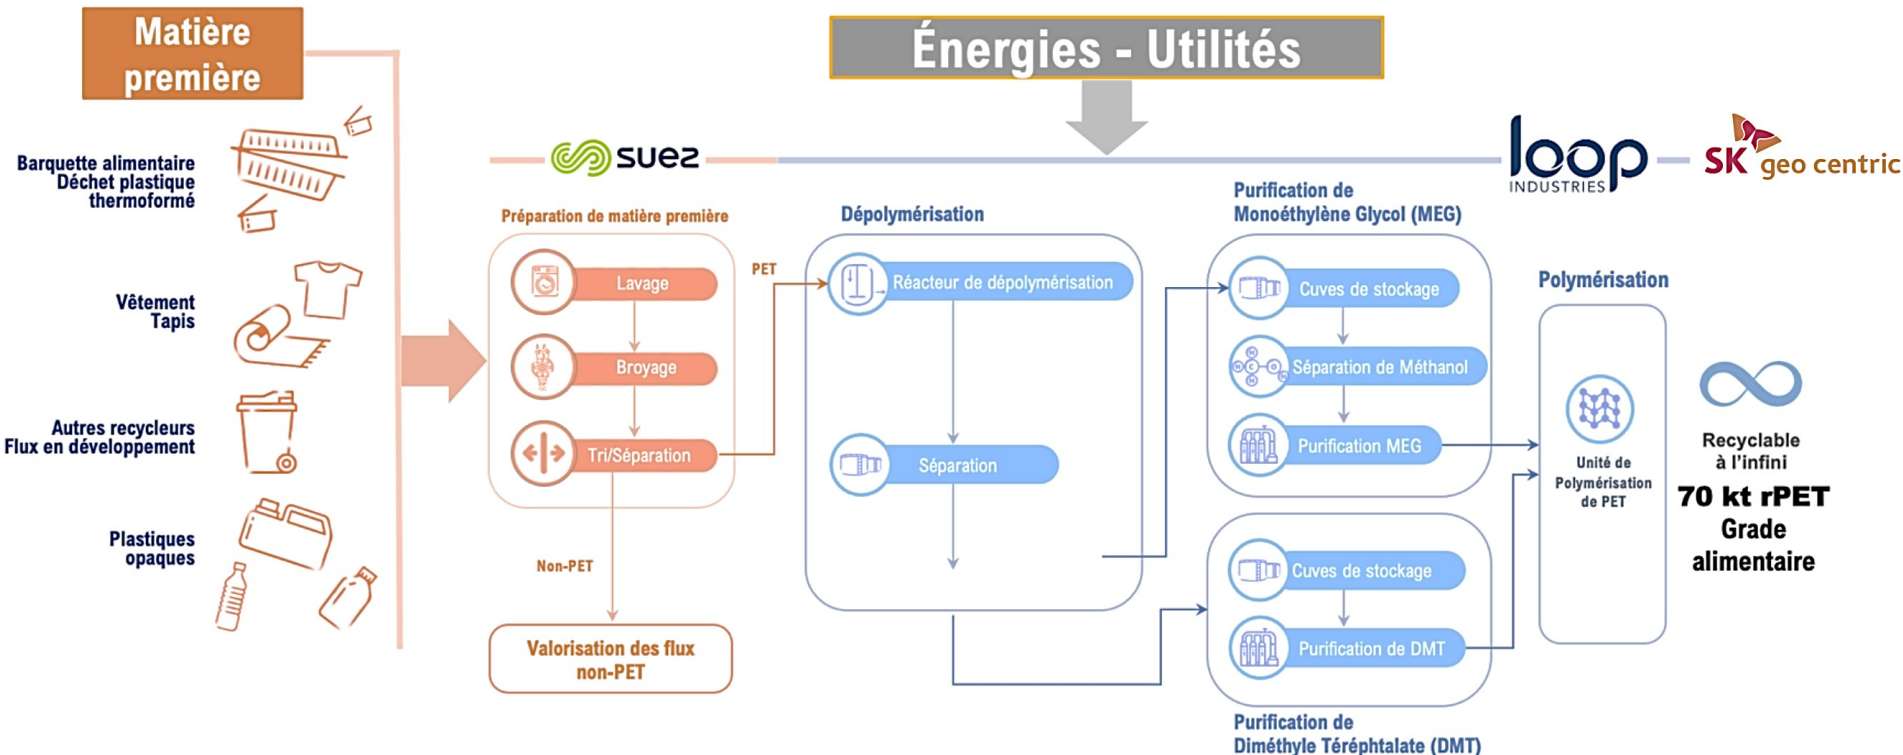 Matière
première
Énergies - Utilités
Barquette alimentaire
Déchet plastique
thermoformé
Vêtement
Tapis
Autres recycleurs
Flux en développement
Plastiques
opaques
suez
loop
INDUSTRIES
SK geo centric
Préparation de matière première
Lavage
Broyage
Tri/Séparation
PET
Non-PET
Valorisation des flux
non-PET
Dépolymérisation
Réacteur de dépolymérisation
Séparation
Purification de
Monoéthylène Glycol (MEG)
Cuves de stockage
Séparation de Méthanol
Purification MEG
Cuves de stockage
Purification de DMT
Purification de
Diméthyle Téréphtalate (DMT)
Polymérisation
Unité de
Polymérisation
de PET
Recyclable
à l'infini
70 kt rPET
Grade
alimentaire